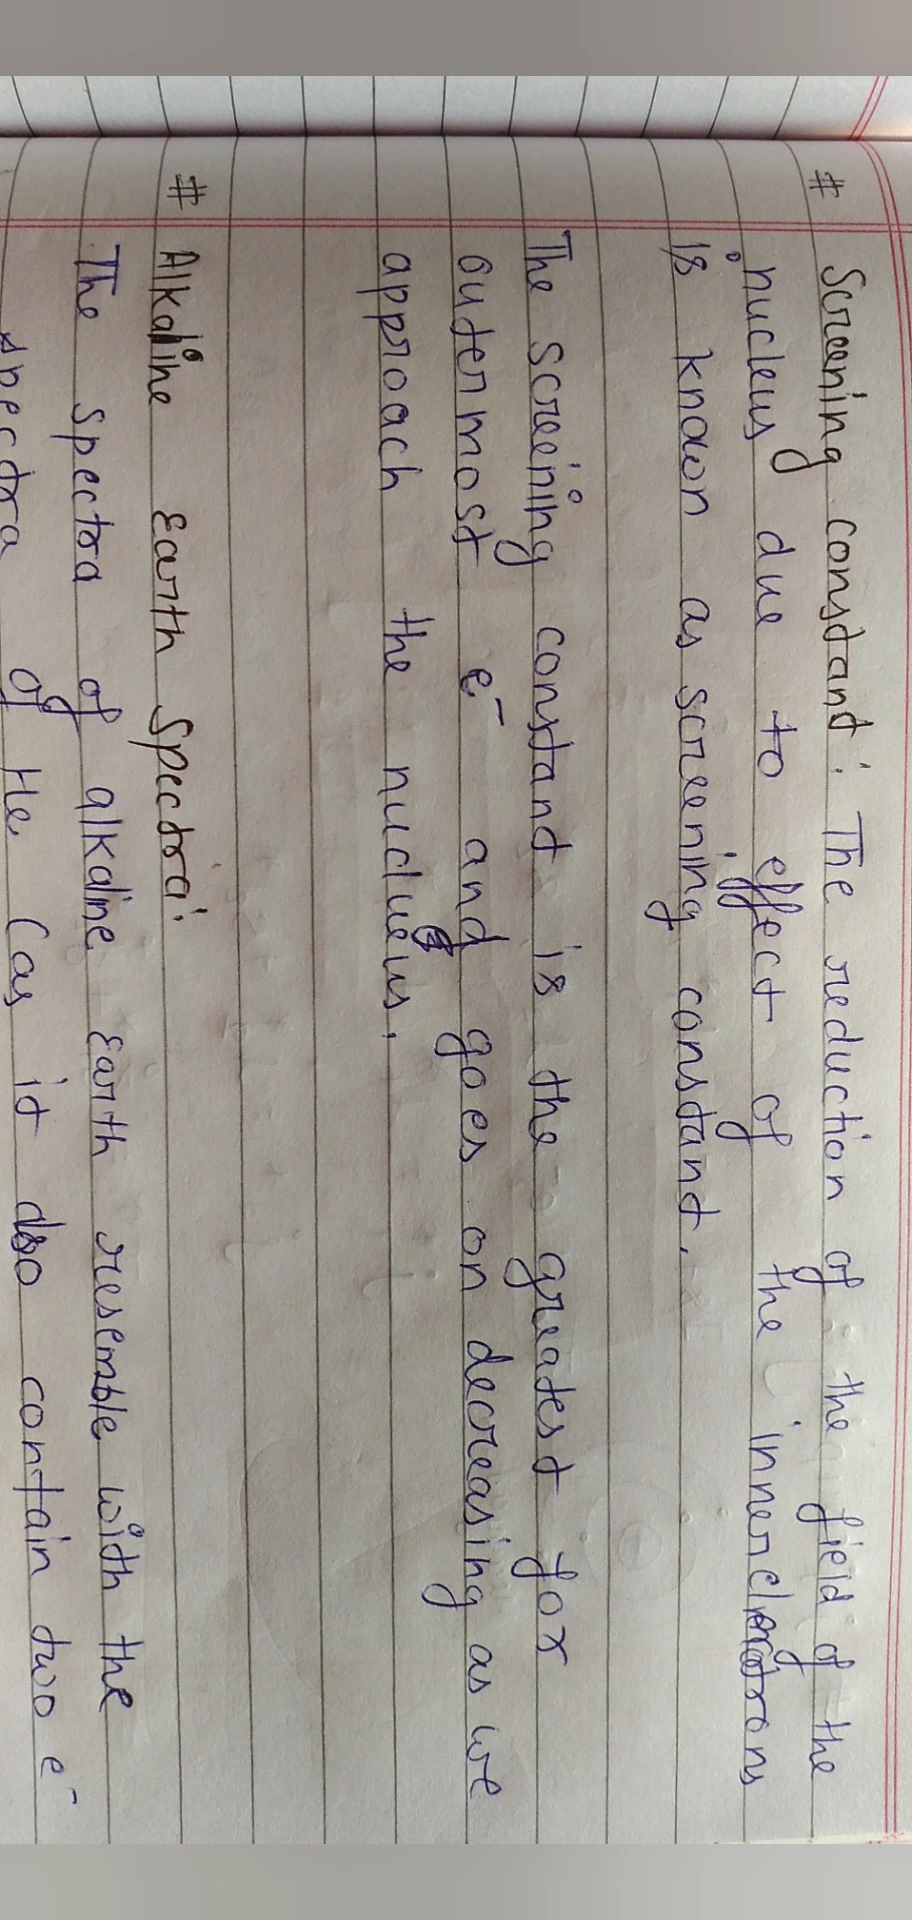 # Screening constant: The reduction of the field of the
nucleus due to effect of the inner electrons
is known as screening constant.
The screening constant is the greatest for
outermost e⁻ and goes on decreasing as we
approach the nucleus.
# Alkaline Earth Spectra:
The spectra of alkaline earth resemble with the
spectra of He (as it also contain two e⁻